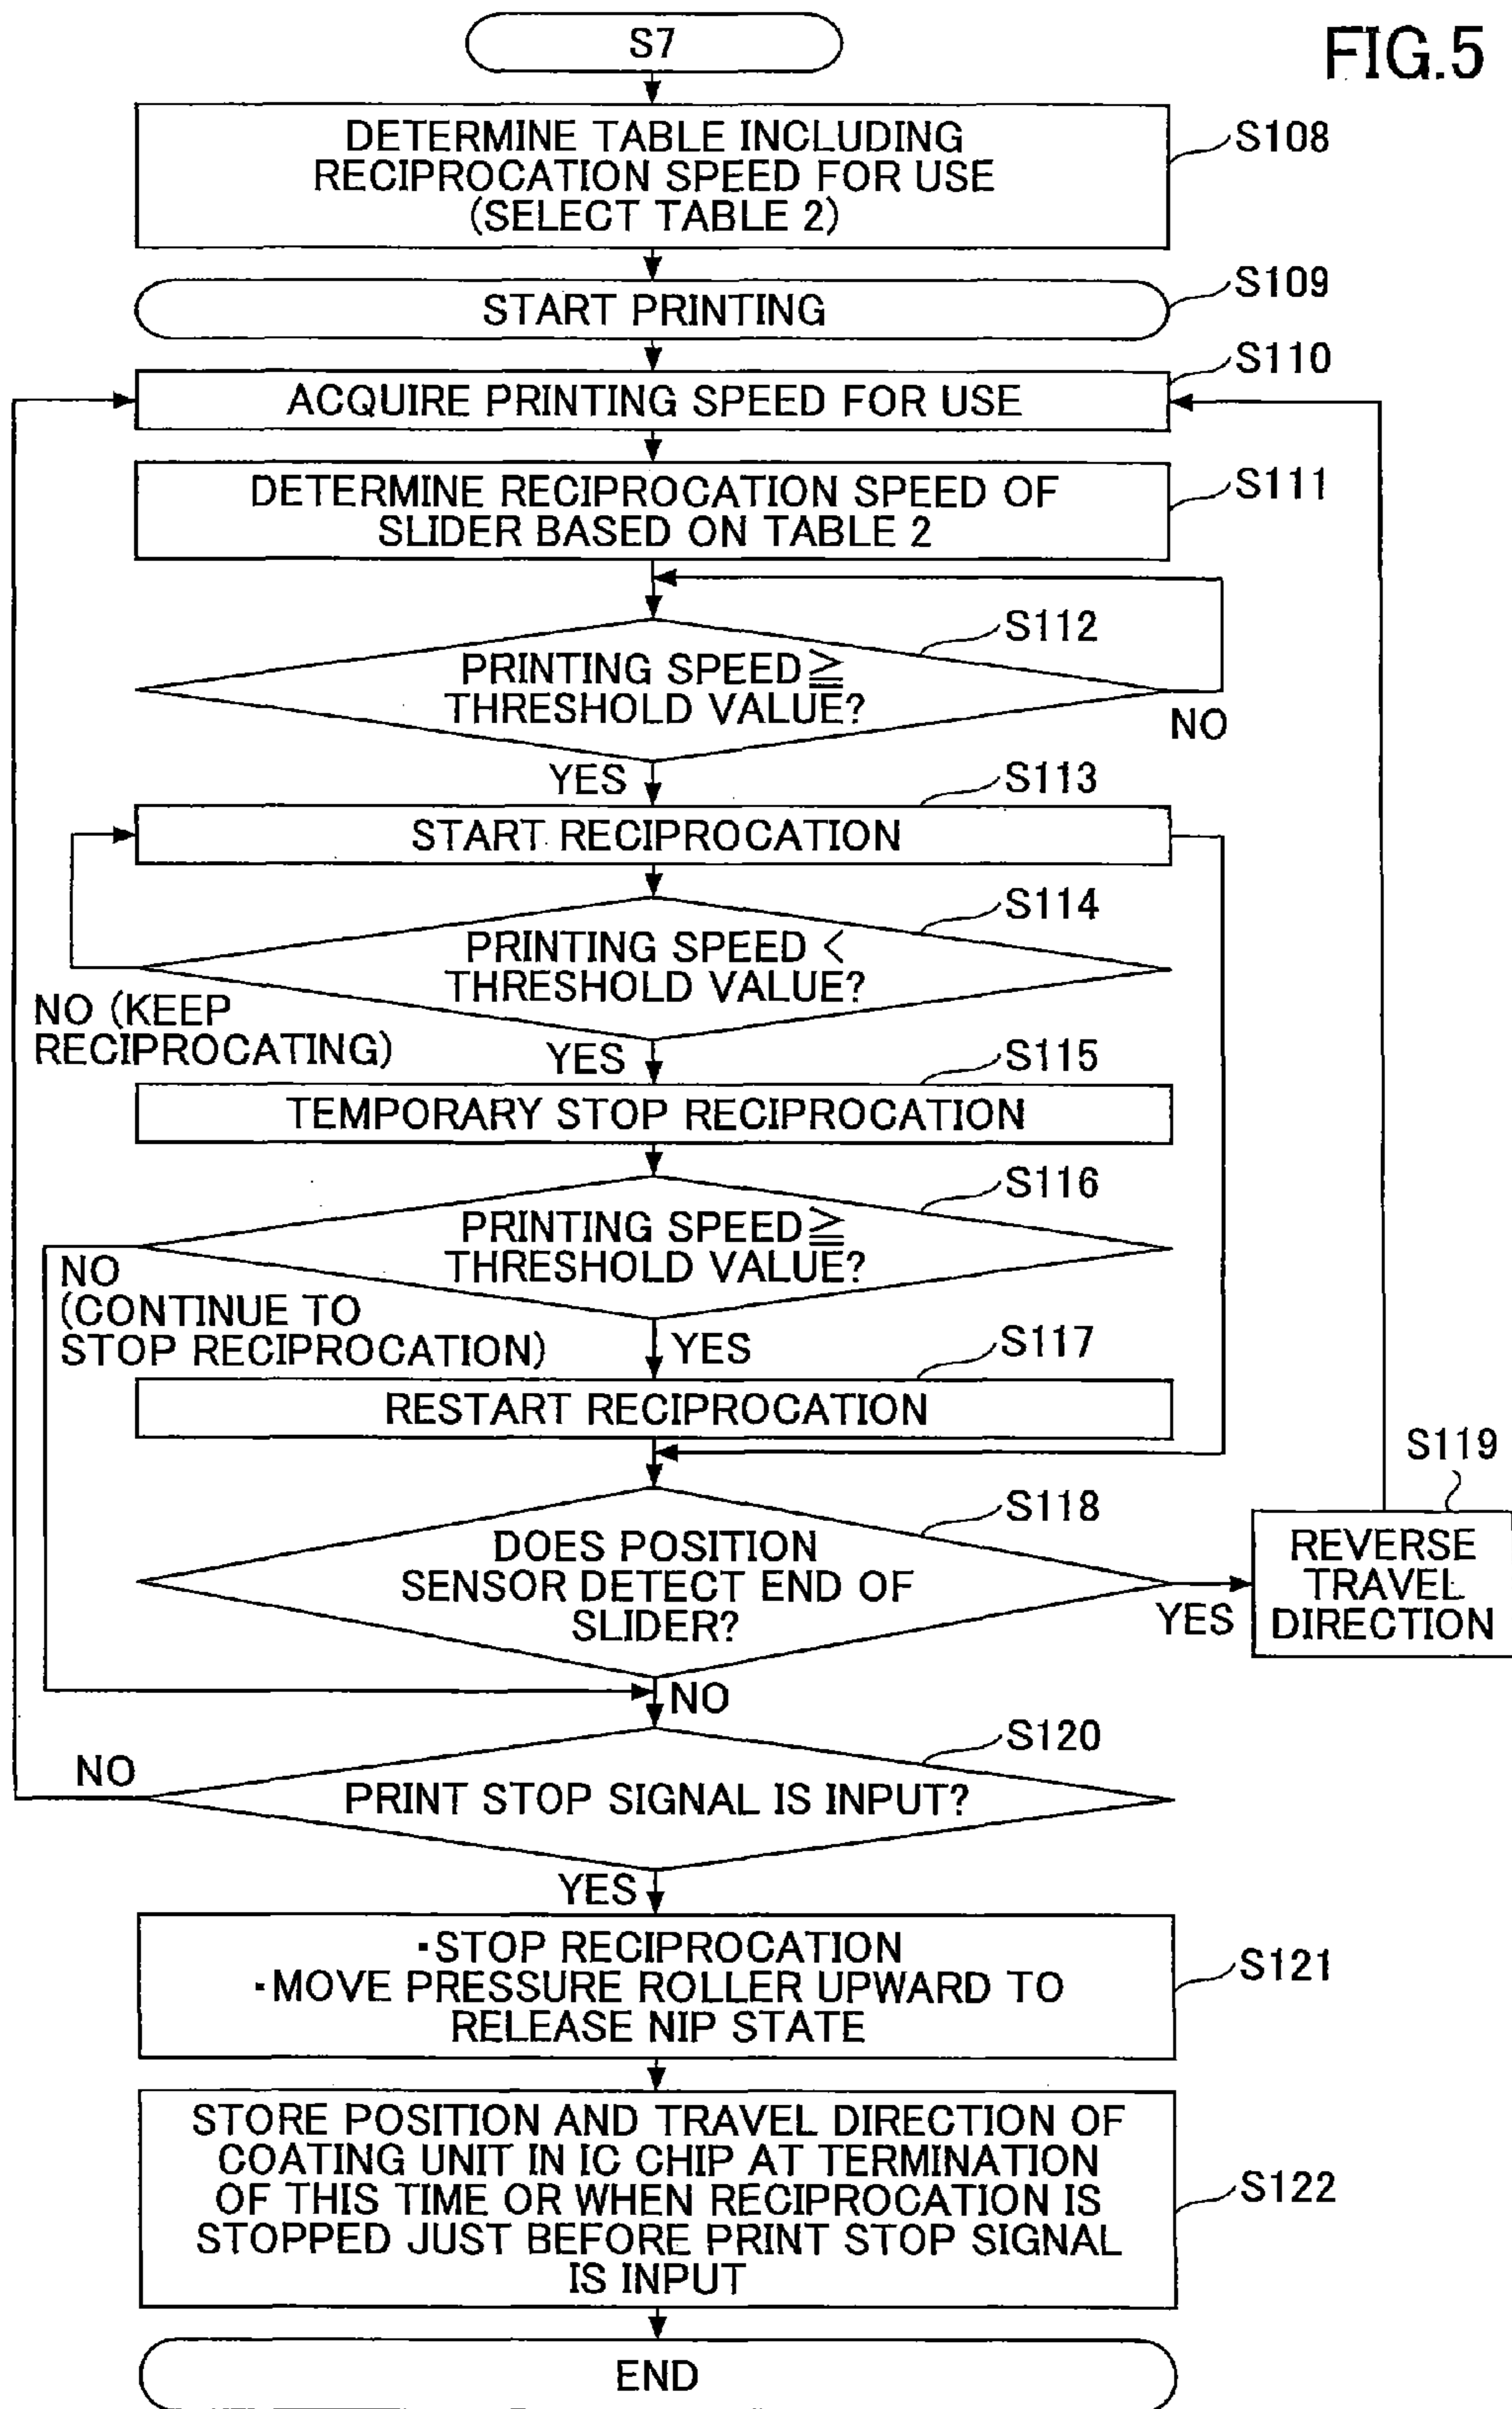 FIG.5
S7
DETERMINE TABLE INCLUDING
RECIPROCATION SPEED FOR USE
(SELECT TABLE 2)
S108
START PRINTING
S109
ACQUIRE PRINTING SPEED FOR USE
S110
DETERMINE RECIPROCATION SPEED OF
SLIDER BASED ON TABLE 2
S111
PRINTING SPEED≧
THRESHOLD VALUE?
S112
NO
YES
START RECIPROCATION
S113
PRINTING SPEED <
THRESHOLD VALUE?
S114
NO (KEEP
RECIPROCATING)
YES
TEMPORARY STOP RECIPROCATION
S115
PRINTING SPEED≧
THRESHOLD VALUE?
S116
NO
(CONTINUE TO
STOP RECIPROCATION)
YES
RESTART RECIPROCATION
S117
DOES POSITION
SENSOR DETECT END OF
SLIDER?
S118
YES
REVERSE
TRAVEL
DIRECTION
S119
NO
PRINT STOP SIGNAL IS INPUT?
S120
NO
YES
･STOP RECIPROCATION
･MOVE PRESSURE ROLLER UPWARD TO
RELEASE NIP STATE
S121
STORE POSITION AND TRAVEL DIRECTION OF
COATING UNIT IN IC CHIP AT TERMINATION
OF THIS TIME OR WHEN RECIPROCATION IS
STOPPED JUST BEFORE PRINT STOP SIGNAL
IS INPUT
S122
END